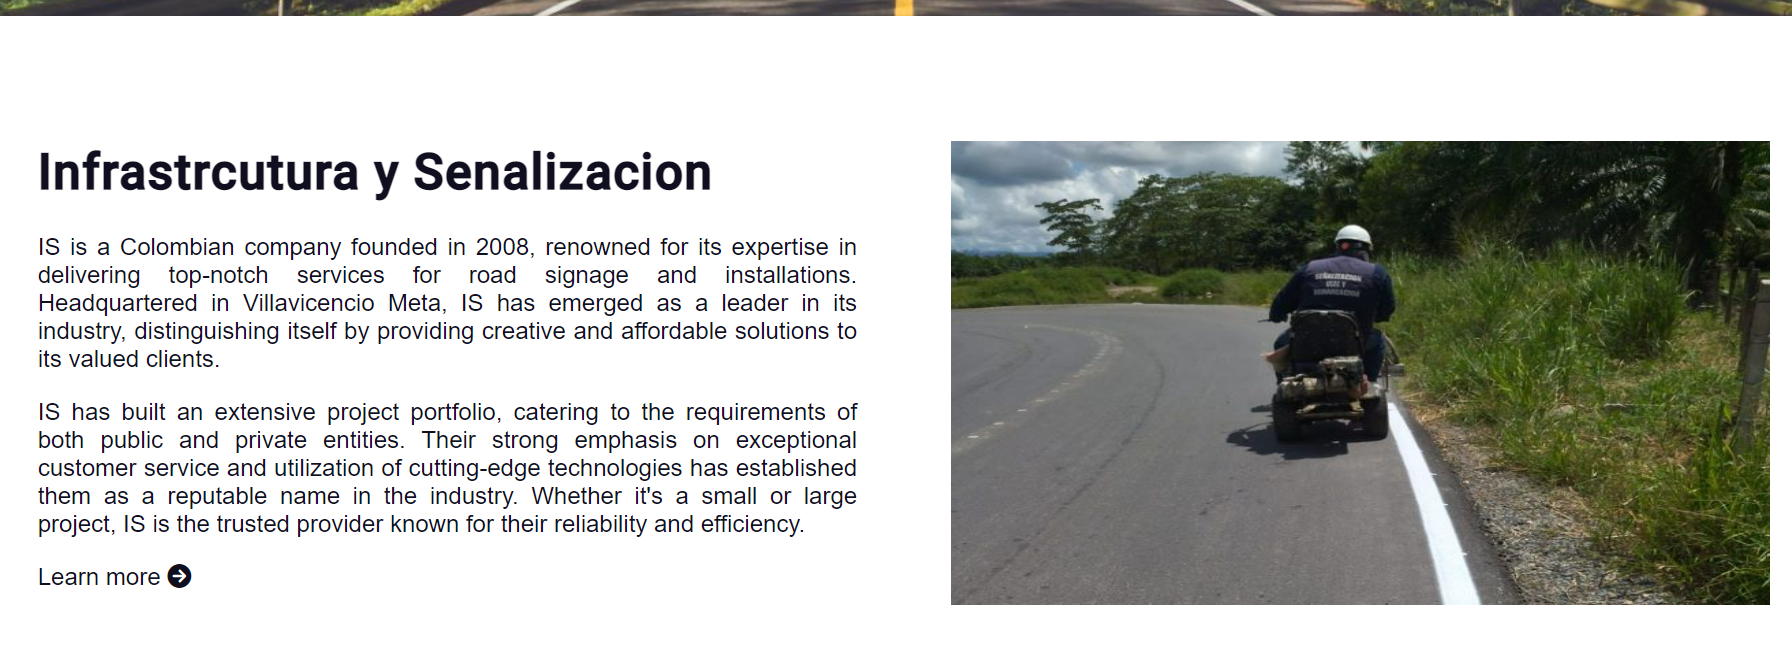 Infrastrcutura y Senalizacion
IS is a Colombian company founded in 2008, renowned for its expertise in
delivering top-notch services for road signage and installations.
Headquartered in Villavicencio Meta, IS has emerged as a leader in its
industry, distinguishing itself by providing creative and affordable solutions to
its valued clients.
IS has built an extensive project portfolio, catering to the requirements of
both public and private entities. Their strong emphasis on exceptional
customer service and utilization of cutting-edge technologies has established
them as a reputable name in the industry. Whether it's a small or large
project, IS is the trusted provider known for their reliability and efficiency.
Learn more
SEÑALIZACION